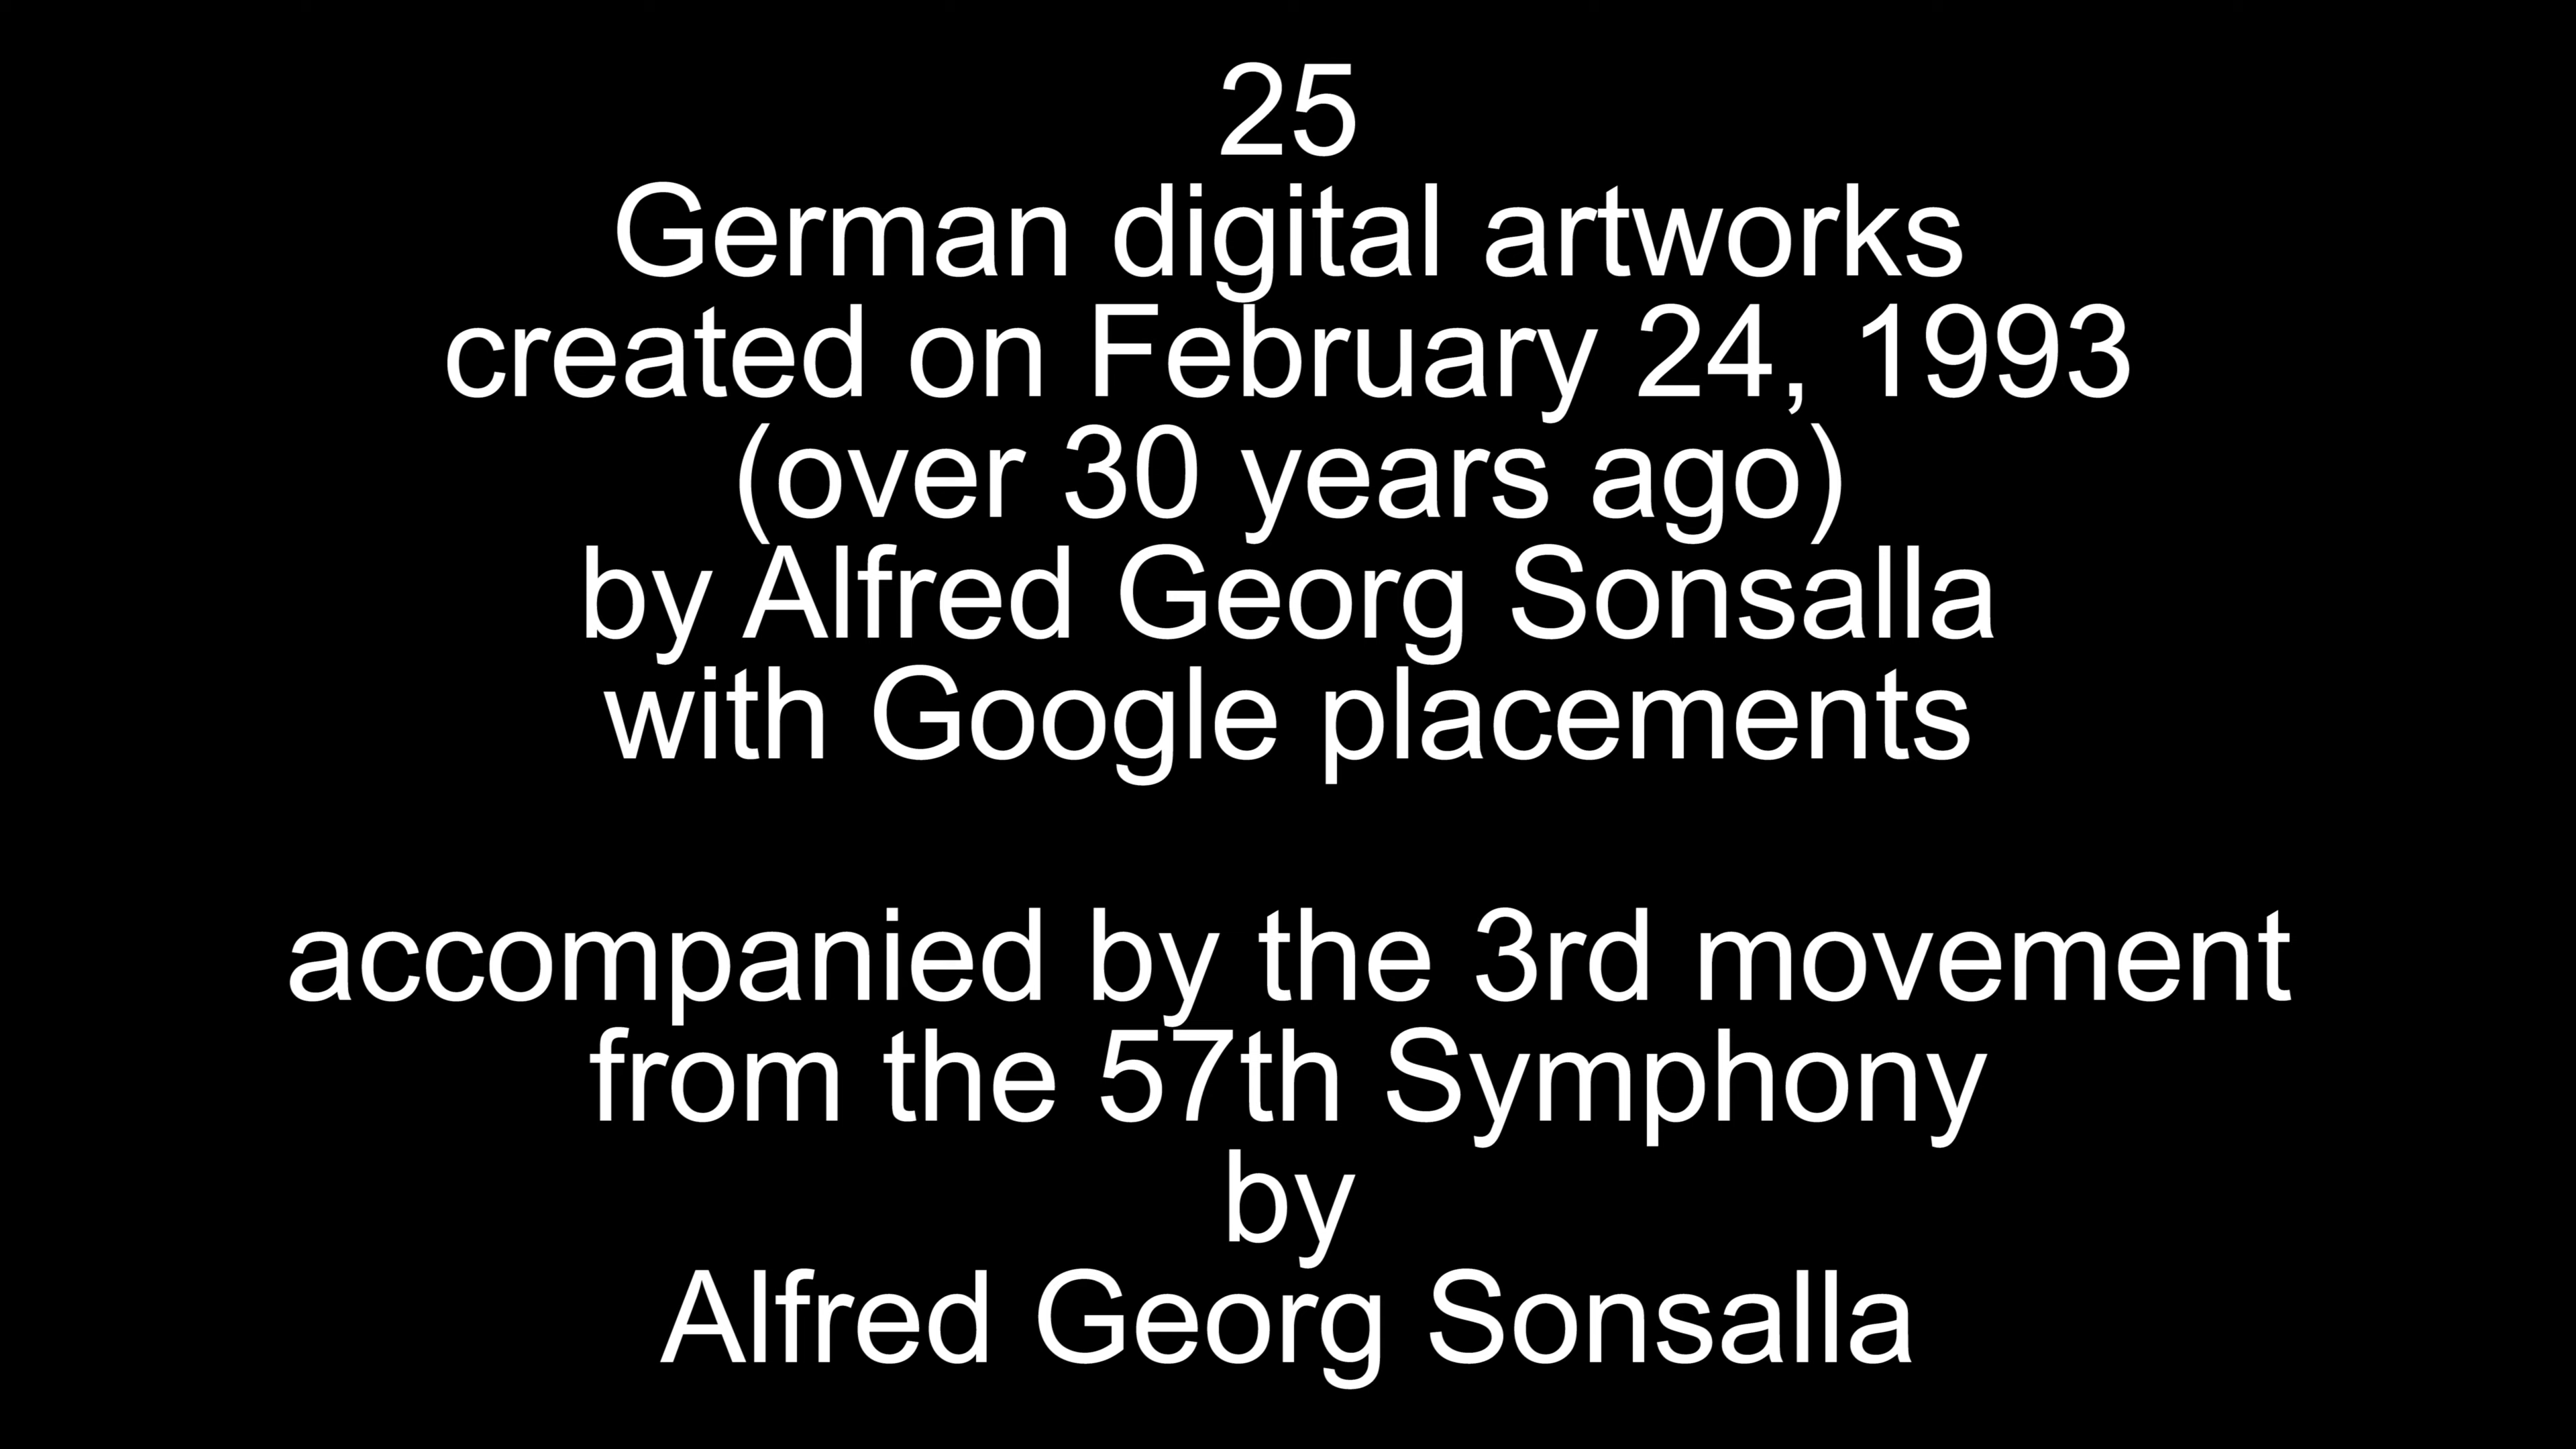 25
German digital artworks
created on February 24, 1993
(over 30 years ago)
by Alfred Georg Sonsalla
with Google placements
accompanied by the 3rd movement
from the 57th Symphony
by
Alfred Georg Sonsalla